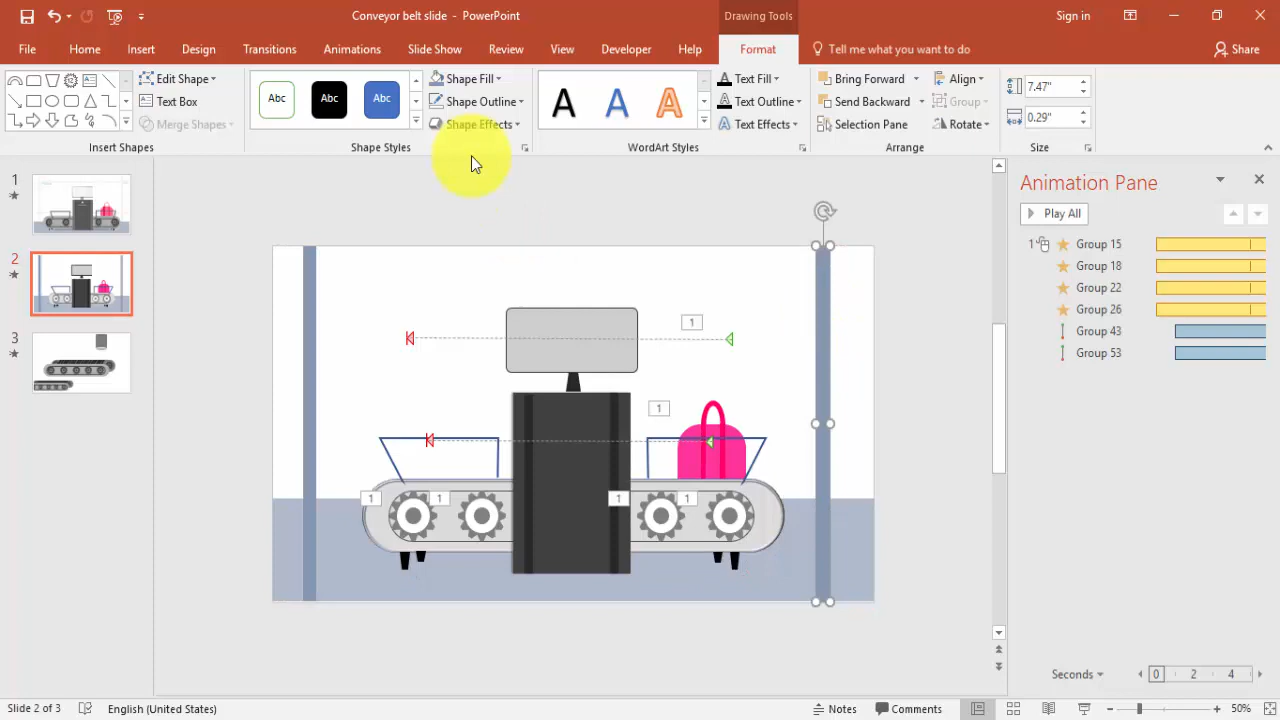 Conveyor belt slide - PowerPoint
Drawing Tools
Sign in
File
Home
Insert
Design
Transitions
Animations
Slide Show
Review
View
Developer
Help
Format
Tell me what you want to do
Share
Edit Shape
Text Box
Merge Shapes
Insert Shapes
Abc
Abc
Abc
Shape Fill
Shape Outline
Shape Effects
Shape Styles
A
A
A
Text Fill
Text Outline
Text Effects
WordArt Styles
Bring Forward
Send Backward
Selection Pane
Align
Group
Rotate
Arrange
7.47"
0.29"
Size
1
2
3
1
1
1
1
1
1
Animation Pane
Play All
1
Group 15
Group 18
Group 22
Group 26
Group 43
Group 53
Seconds
0
2
4
Slide 2 of 3
English (United States)
Notes
Comments
50%